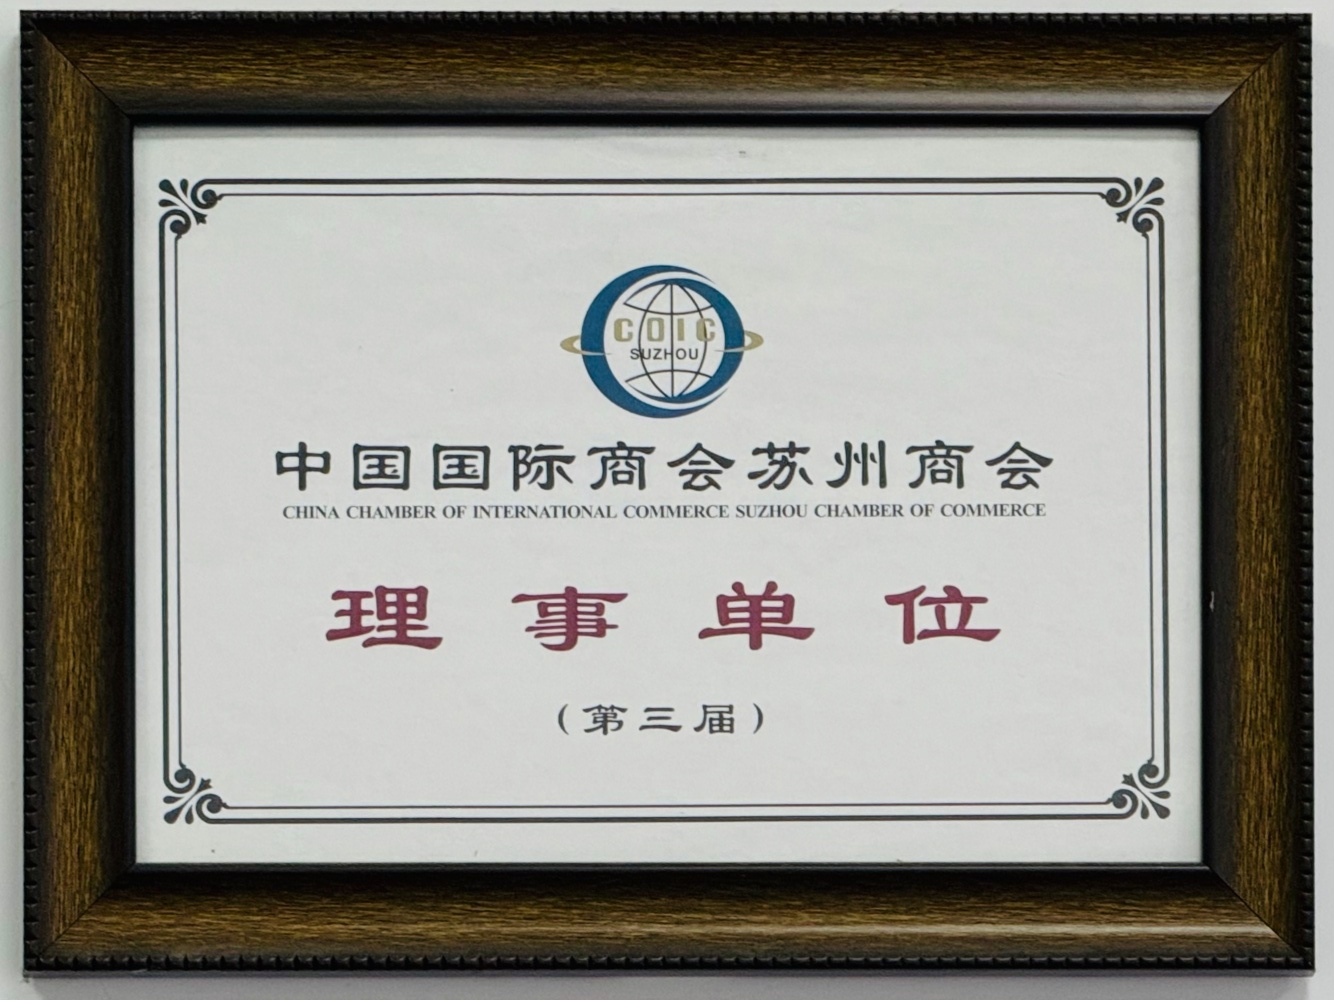 COIC
SUZHOU
中国国际商会苏州商会
CHINA CHAMBER OF INTERNATIONAL COMMERCE SUZHOU CHAMBER OF COMMERCE
理事单位
(第三届)